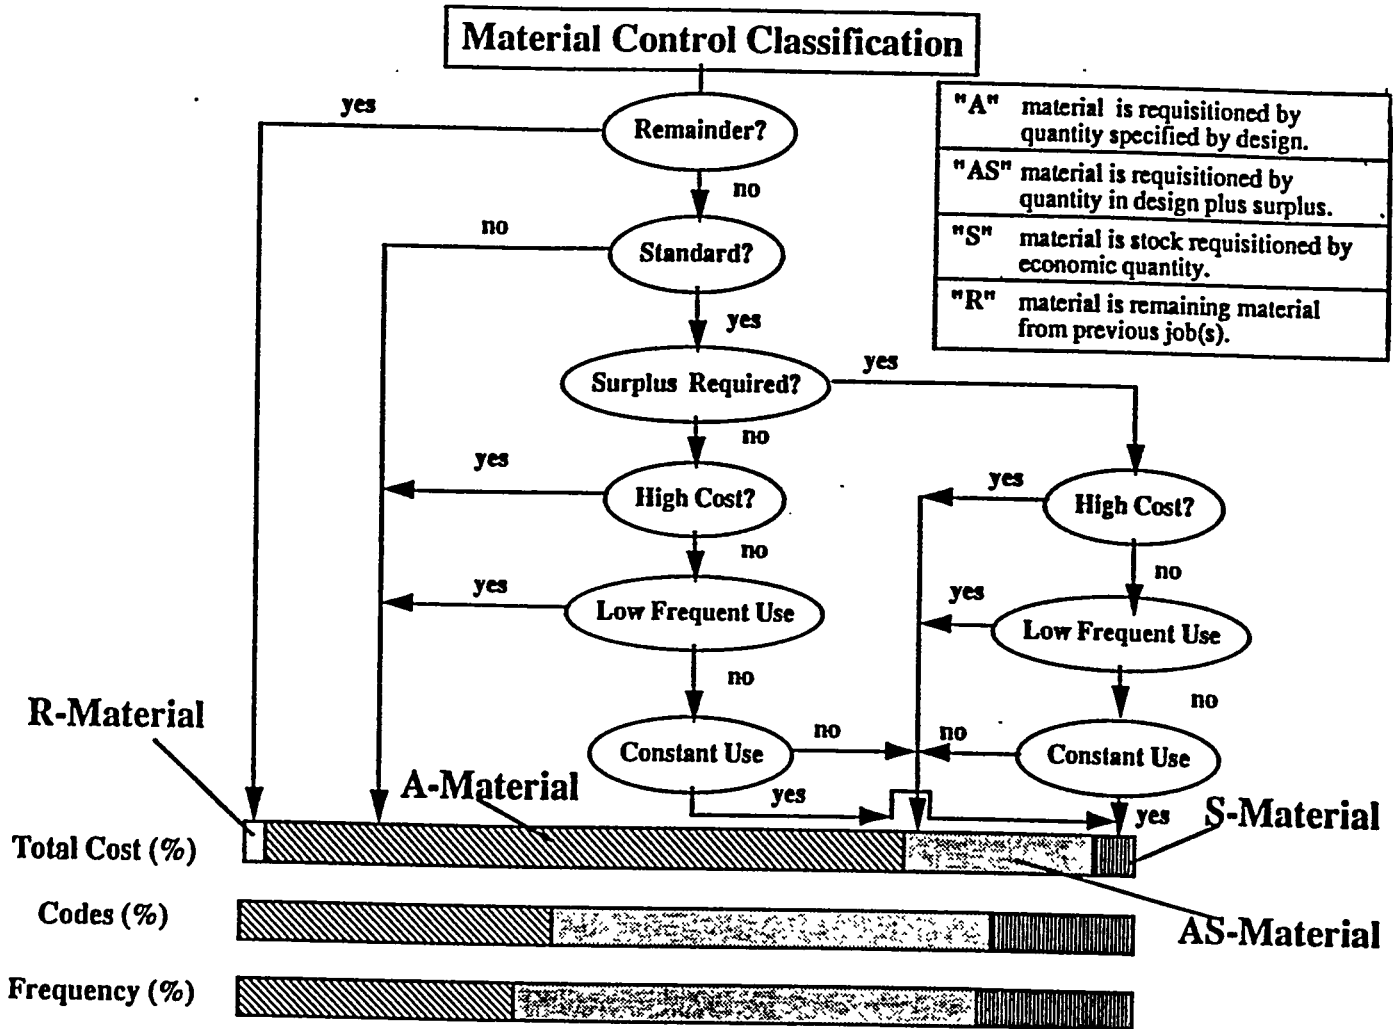 Material Control Classification
"A" material is requisitioned by
quantity specified by design.
"AS" material is requisitioned by
quantity in design plus surplus.
"S" material is stock requisitioned by
economic quantity.
"R" material is remaining material
from previous job(s).
yes
Remainder?
no
no
Standard?
yes
Surplus Required?
yes
no
yes
High Cost?
yes
High Cost?
no
no
yes
Low Frequent Use
yes
Low Frequent Use
no
no
R-Material
Constant Use
no
no
Constant Use
A-Material
yes
yes
S-Material
Total Cost (%)
Codes (%)
AS-Material
Frequency (%)